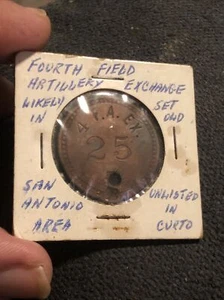 FOURTH FIELD
ARTILLERY EXCHANGE
LIKELY SET
IN OLD
4 F.A. EX.
25
SAN UNLISTED
ANTONIO IN
AREA CURTO